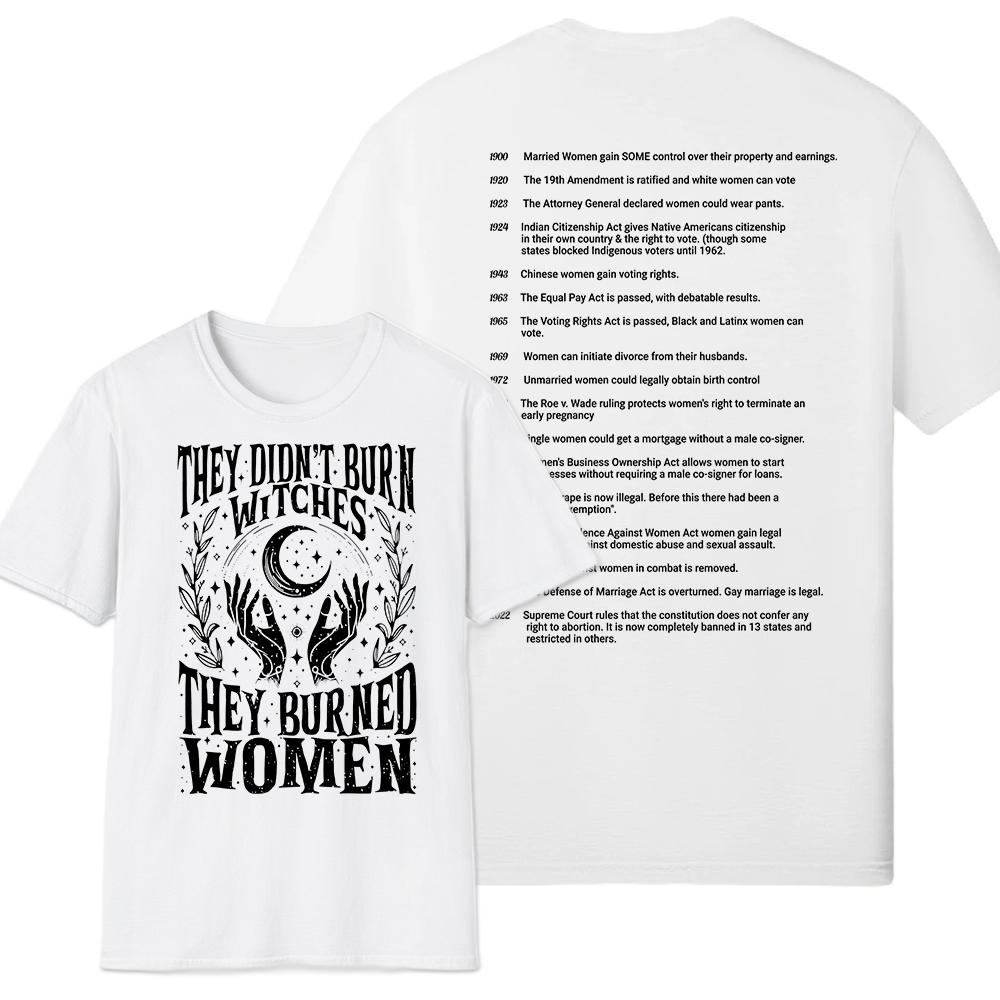 THEY DIDN'T BURN
WITCHES
THEY BURNED
WOMEN
1900 Married Women gain SOME control over their property and earnings.
1920 The 19th Amendment is ratified and white women can vote
1923 The Attorney General declared women could wear pants.
1924 Indian Citizenship Act gives Native Americans citizenship
in their own country & the right to vote. (though some
states blocked Indigenous voters until 1962.
1943 Chinese women gain voting rights.
1963 The Equal Pay Act is passed, with debatable results.
1965 The Voting Rights Act is passed, Black and Latinx women can
vote.
1969 Women can initiate divorce from their husbands.
1972 Unmarried women could legally obtain birth control
The Roe v. Wade ruling protects women's right to terminate an
early pregnancy
women could get a mortgage without a male co-signer.
Business Ownership Act allows women to start
without requiring a male co-signer for loans.
is now illegal. Before this there had been a
Against Women Act women gain legal
domestic abuse and sexual assault.
women in combat is removed.
Defense of Marriage Act is overturned. Gay marriage is legal.
2022 Supreme Court rules that the constitution does not confer any
right to abortion. It is now completely banned in 13 states and
restricted in others.